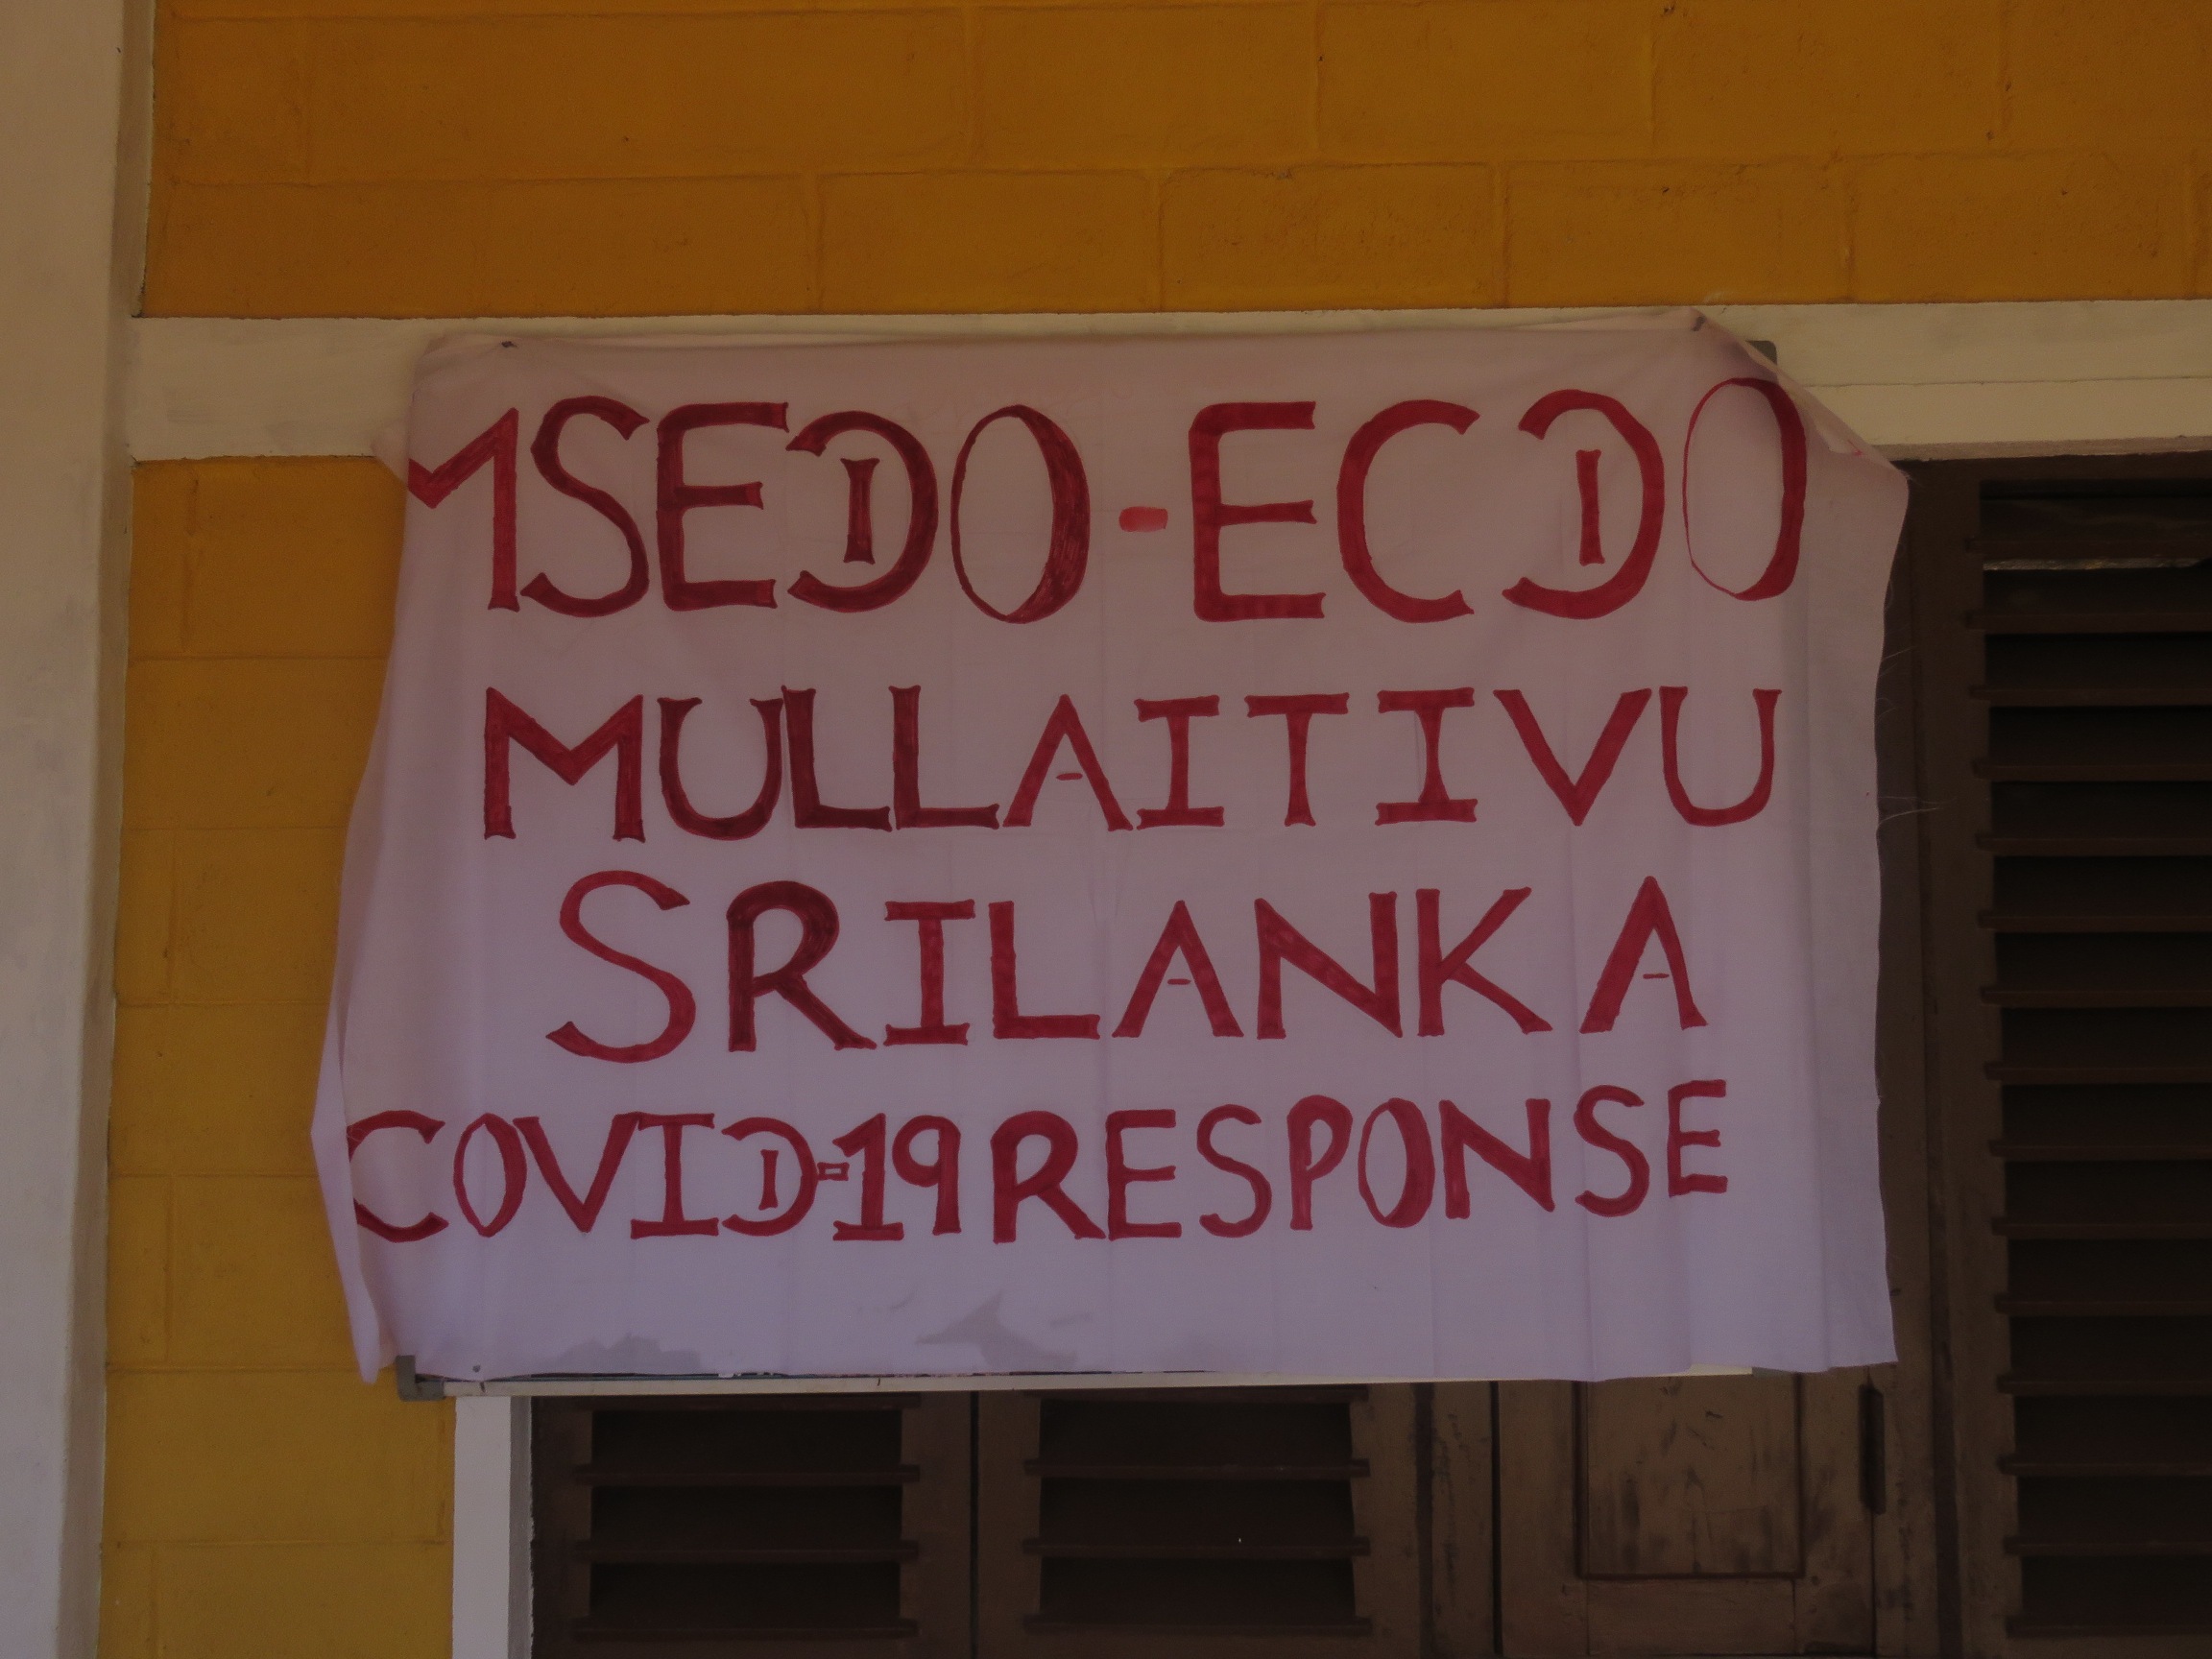 MSEDO-ECDO
MULLAITIVU
SRILANKA
COVID-19 RESPONSE